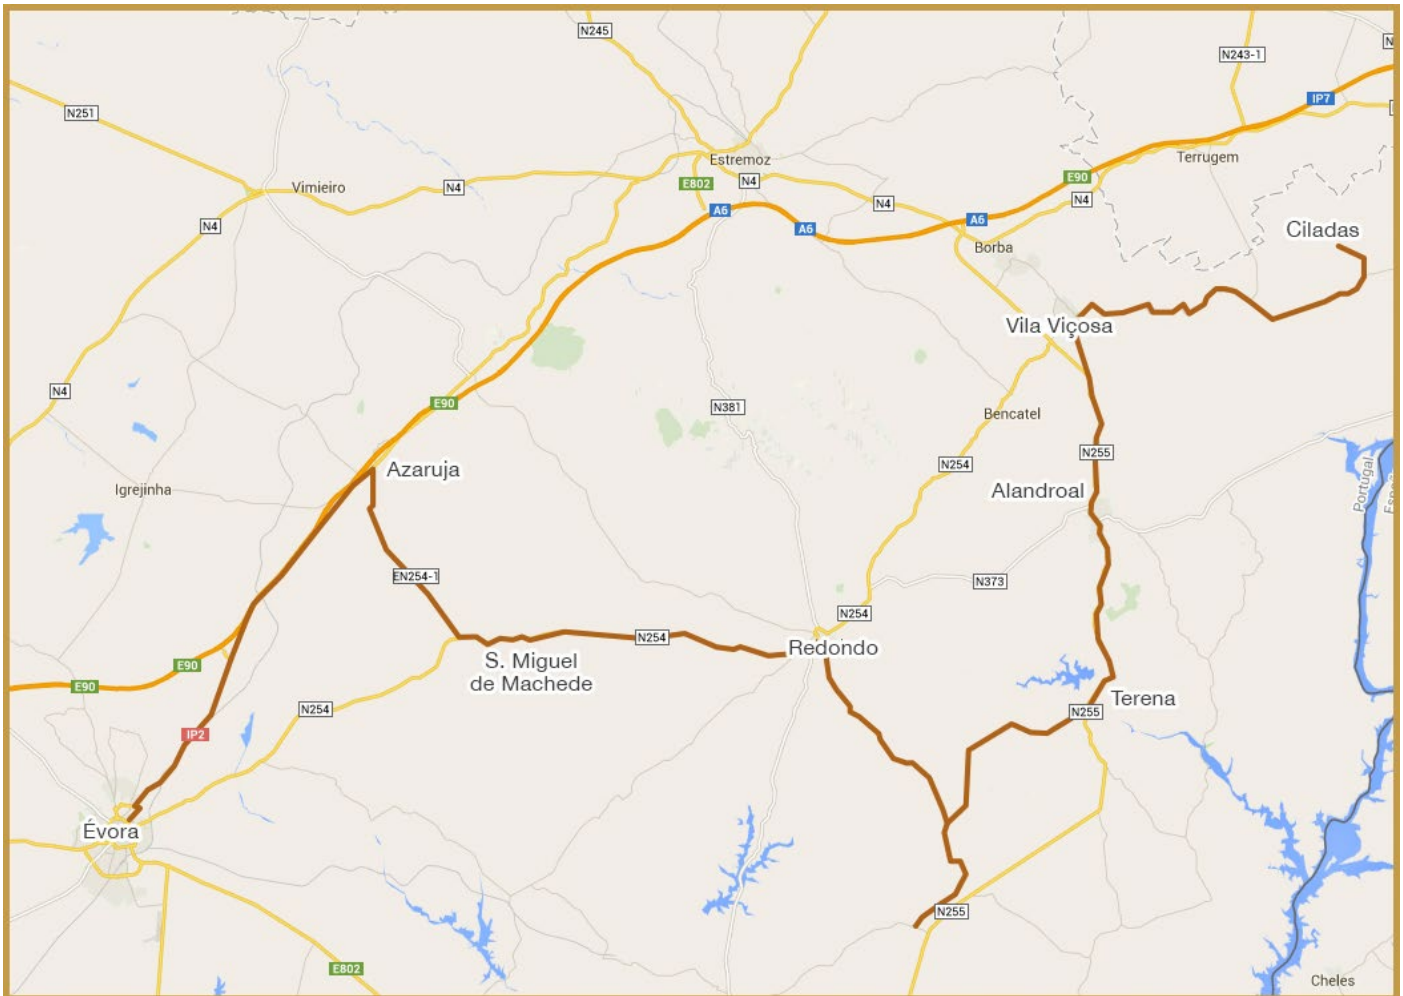 N245
N243-1
N
IP7
N251
Estremoz
Terrugem
E90
Vimieiro
N4
E802
N4
N4
N4
A6
A6
A6
N4
Ciladas
Borba
Vila Viçosa
N4
E90
N381
Bencatel
N255
N254
Azaruja
Portugal
Espa
Igrejinha
Alandroal
EN254-1
N373
N254
N254
Redondo
S. Miguel
de Machede
E90
E90
Terena
N254
N255
IP2
Évora
N255
E802
Cheles